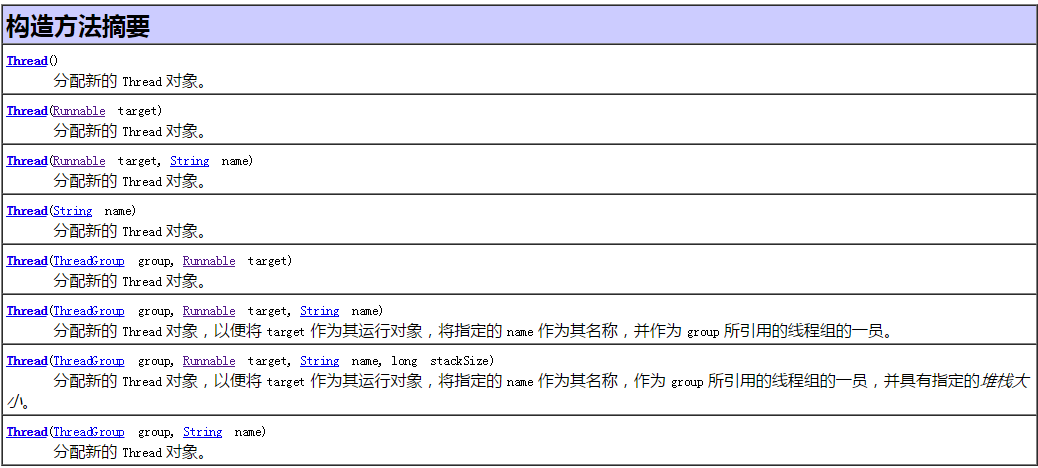 构造方法摘要
Thread()
分配新的 Thread 对象。
Thread(Runnable target)
分配新的 Thread 对象。
Thread(Runnable target, String name)
分配新的 Thread 对象。
Thread(String name)
分配新的 Thread 对象。
Thread(ThreadGroup group, Runnable target)
分配新的 Thread 对象。
Thread(ThreadGroup group, Runnable target, String name)
分配新的 Thread 对象，以便将 target 作为其运行对象，将指定的 name 作为其名称，并作为 group 所引用的线程组的一员。
Thread(ThreadGroup group, Runnable target, String name, long stackSize)
分配新的 Thread 对象，以便将 target 作为其运行对象，将指定的 name 作为其名称，作为 group 所引用的线程组的一员，并具有指定的堆栈大
小。
Thread(ThreadGroup group, String name)
分配新的 Thread 对象。